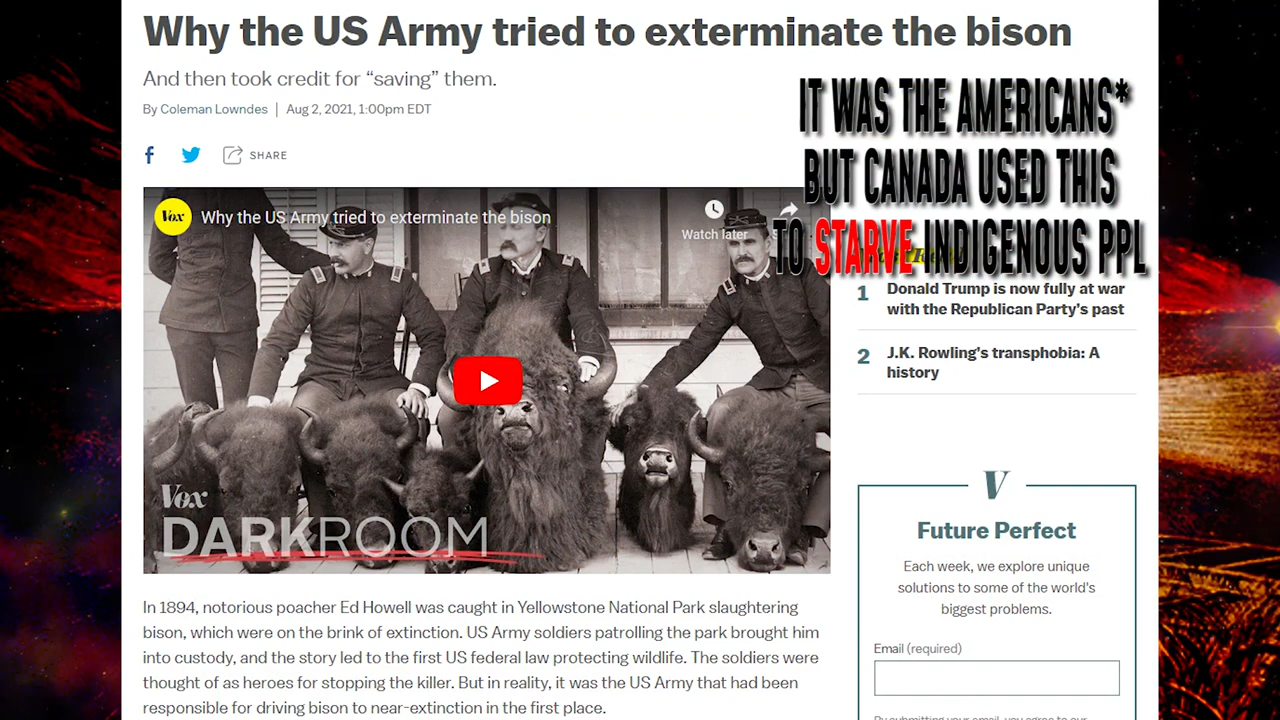 Why the US Army tried to exterminate the bison
And then took credit for “saving” them.
By Coleman Lowndes | Aug 2, 2021, 1:00pm EDT
SHARE
IT WAS THE AMERICANS*
BUT CANADA USED THIS
TO STARVE INDIGENOUS PPL
Vox
Why the US Army tried to exterminate the bison
Watch later
Vox
DARKROOM
1
Donald Trump is now fully at war
with the Republican Party’s past
2
J.K. Rowling’s transphobia: A
history
V
Future Perfect
Each week, we explore unique
solutions to some of the world's
biggest problems.
Email (required)
In 1894, notorious poacher Ed Howell was caught in Yellowstone National Park slaughtering
bison, which were on the brink of extinction. US Army soldiers patrolling the park brought him
into custody, and the story led to the first US federal law protecting wildlife. The soldiers were
thought of as heroes for stopping the killer. But in reality, it was the US Army that had been
responsible for driving bison to near-extinction in the first place.